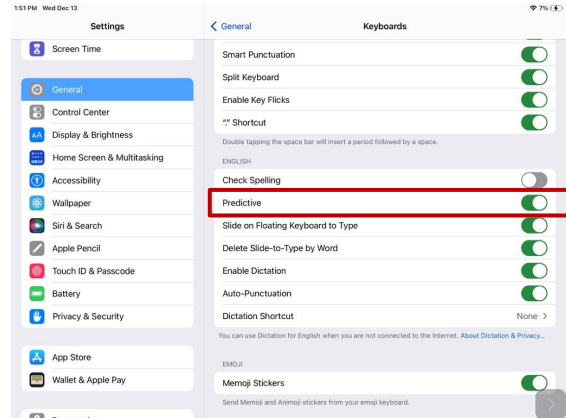 1:51 PM Wed Dec 13
7%
Settings
Screen Time
General
Control Center
AA Display & Brightness
Home Screen & Multitasking
Accessibility
Wallpaper
Siri & Search
Apple Pencil
Touch ID & Passcode
Battery
Privacy & Security
App Store
Wallet & Apple Pay
General
Keyboards
Smart Punctuation
Split Keyboard
Enable Key Flicks
“.” Shortcut
Double tapping the space bar will insert a period followed by a space.
ENGLISH
Check Spelling
Predictive
Slide on Floating Keyboard to Type
Delete Slide-to-Type by Word
Enable Dictation
Auto-Punctuation
Dictation Shortcut None
You can use Dictation for English when you are not connected to the Internet. About Dictation & Privacy...
EMOJI
Memoji Stickers
Send Memoji and Animoji stickers from your emoji keyboard.